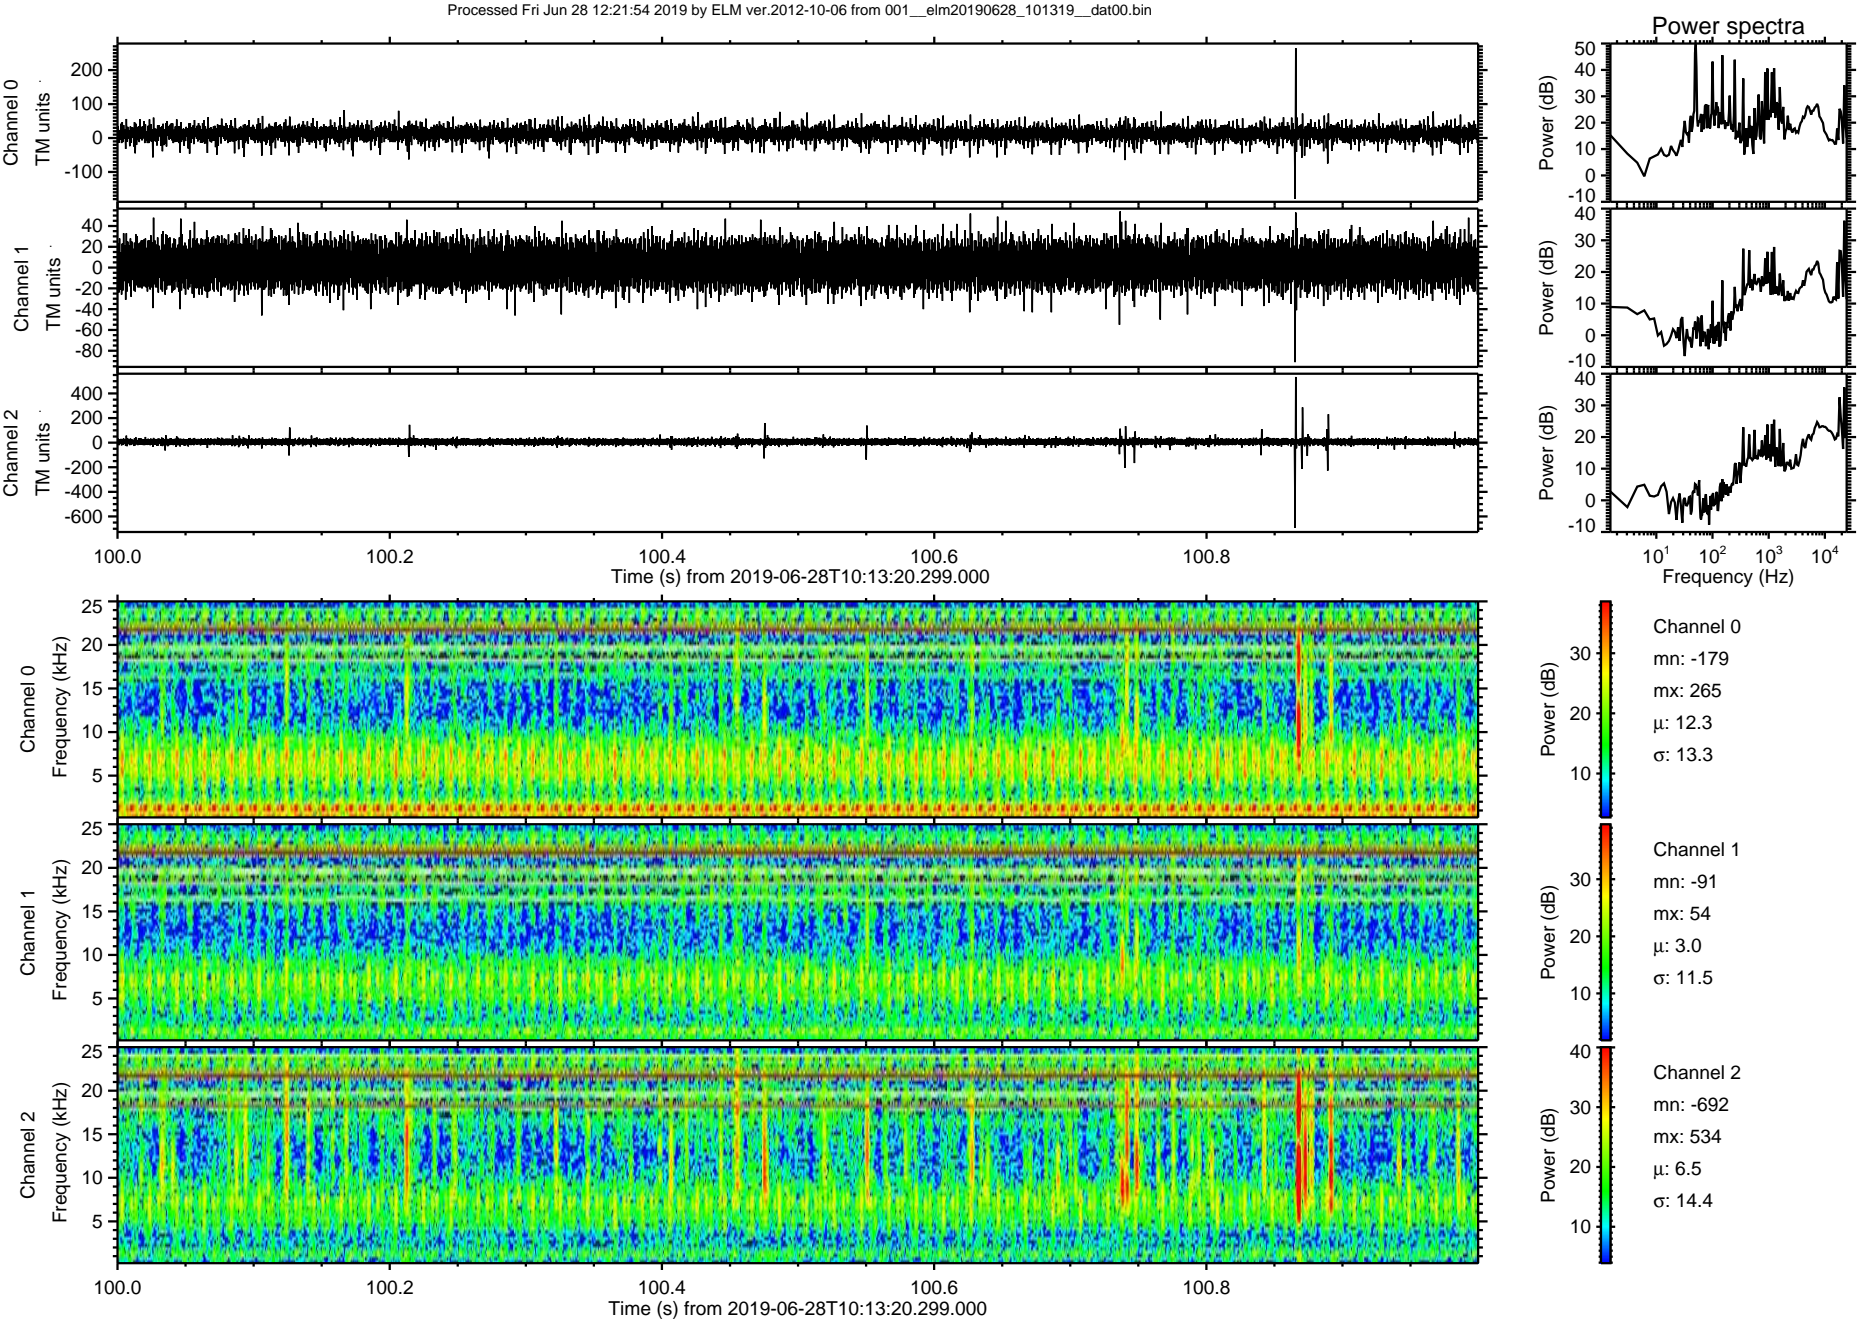 Processed Fri Jun 28 12:21:54 2019 by ELM ver.2012-10-06 from 001__elm20190628_101319__dat00.bin
Power spectra
Channel 0
TM units
200
100
0
-100
Power (dB)
50
40
30
20
10
0
-10
Channel 1
TM units
40
20
0
-20
-40
-60
-80
Power (dB)
40
30
20
10
0
-10
Channel 2
TM units
400
200
0
-200
-400
-600
Power (dB)
40
30
20
10
0
-10
100.0 100.2 100.4 100.6 100.8
Time (s) from 2019-06-28T10:13:20.299.000
10^1 10^2 10^3 10^4
Frequency (Hz)
Channel 0
Frequency (kHz)
25
20
15
10
5
Power (dB)
30
20
10
Channel 0
mn: -179
mx: 265
µ: 12.3
σ: 13.3
Channel 1
Frequency (kHz)
25
20
15
10
5
Power (dB)
30
20
10
Channel 1
mn: -91
mx: 54
µ: 3.0
σ: 11.5
Channel 2
Frequency (kHz)
25
20
15
10
5
Power (dB)
40
30
20
10
Channel 2
mn: -692
mx: 534
µ: 6.5
σ: 14.4
100.0 100.2 100.4 100.6 100.8
Time (s) from 2019-06-28T10:13:20.299.000